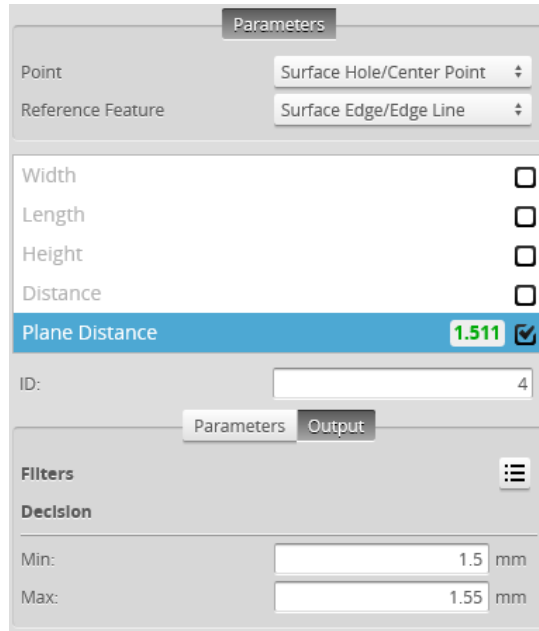 Parameters
Point Surface Hole/Center Point
Reference Feature Surface Edge/Edge Line
Width
Length
Height
Distance
Plane Distance 1.511
ID: 4
Parameters Output
Filters
Decision
Min: 1.5 mm
Max: 1.55 mm